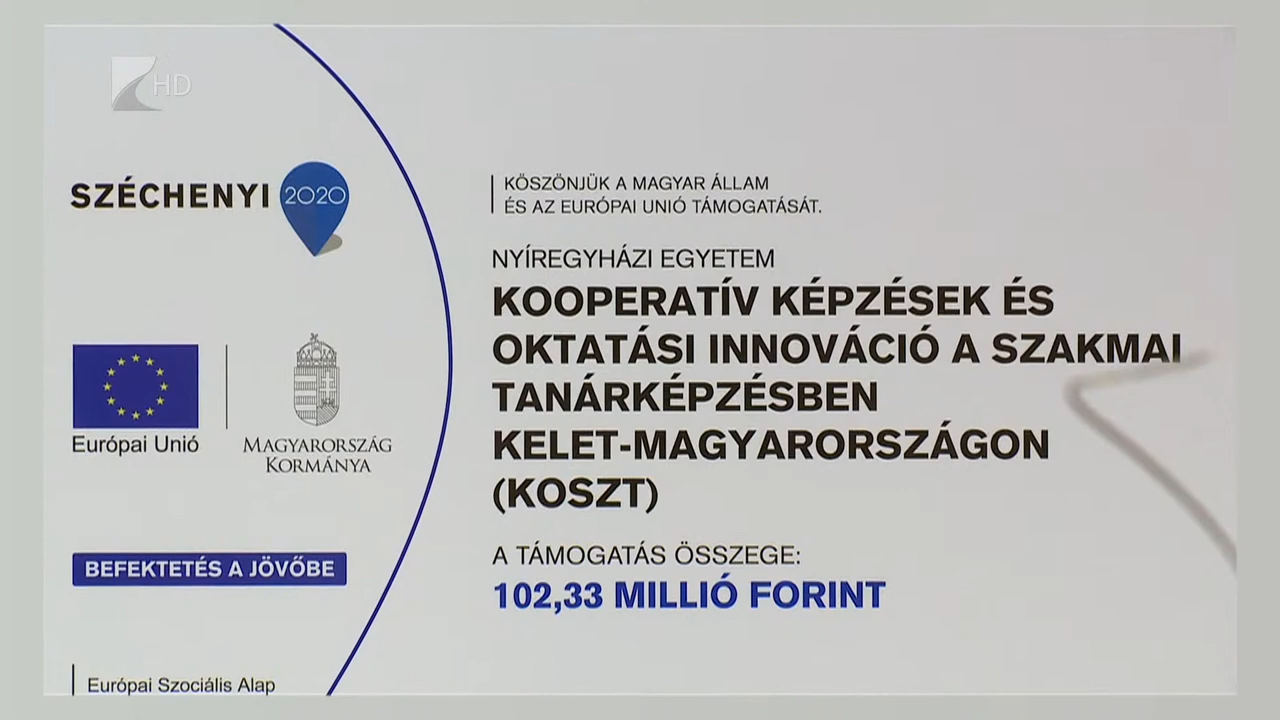 HD
SZÉCHENYI 2020
Európai Unió
MAGYARORSZÁG
KORMÁNYA
BEFEKTETÉS A JÖVŐBE
Európai Szociális Alap
KÖSZÖNJÜK A MAGYAR ÁLLAM
ÉS AZ EURÓPAI UNIÓ TÁMOGATÁSÁT.
NYÍREGYHÁZI EGYETEM
KOOPERATÍV KÉPZÉSEK ÉS
OKTATÁSI INNOVÁCIÓ A SZAKMAI
TANÁRKÉPZÉSBEN
KELET-MAGYARORSZÁGON
(KOSZT)
A TÁMOGATÁS ÖSSZEGE:
102,33 MILLIÓ FORINT